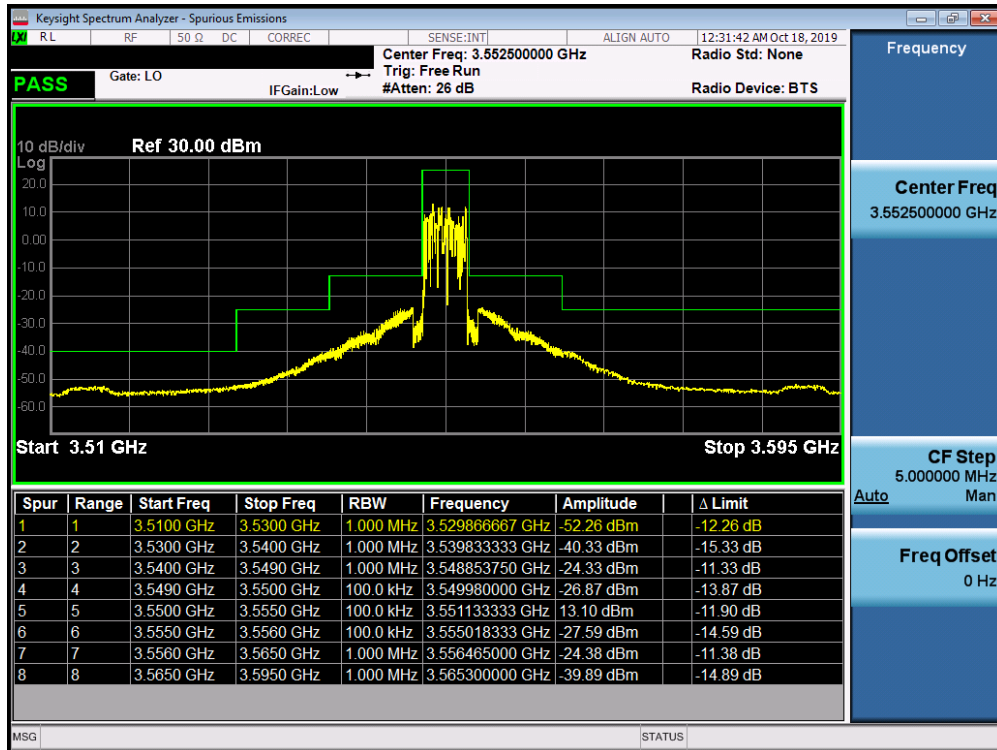 Keysight Spectrum Analyzer - Spurious Emissions
LXI RL RF 50 Ω DC CORREC SENSE:INT ALIGN AUTO 12:31:42 AM Oct 18, 2019
Center Freq: 3.552500000 GHz Radio Std: None
PASS Gate: LO Trig: Free Run
IFGain:Low #Atten: 26 dB Radio Device: BTS
10 dB/div Ref 30.00 dBm
Log
20.0
10.0
0.00
-10.0
-20.0
-30.0
-40.0
-50.0
-60.0
Start 3.51 GHz Stop 3.595 GHz
Spur Range Start Freq Stop Freq RBW Frequency Amplitude Δ Limit
1 1 3.5100 GHz 3.5300 GHz 1.000 MHz 3.529866667 GHz -52.26 dBm -12.26 dB
2 2 3.5300 GHz 3.5400 GHz 1.000 MHz 3.539833333 GHz -40.33 dBm -15.33 dB
3 3 3.5400 GHz 3.5490 GHz 1.000 MHz 3.548853750 GHz -24.33 dBm -11.33 dB
4 4 3.5490 GHz 3.5500 GHz 100.0 kHz 3.549980000 GHz -26.87 dBm -13.87 dB
5 5 3.5500 GHz 3.5550 GHz 100.0 kHz 3.551133333 GHz 13.10 dBm -11.90 dB
6 6 3.5550 GHz 3.5560 GHz 100.0 kHz 3.555018333 GHz -27.59 dBm -14.59 dB
7 7 3.5560 GHz 3.5650 GHz 1.000 MHz 3.556465000 GHz -24.38 dBm -11.38 dB
8 8 3.5650 GHz 3.5950 GHz 1.000 MHz 3.565300000 GHz -39.89 dBm -14.89 dB
MSG STATUS
Frequency
Center Freq
3.552500000 GHz
CF Step
5.000000 MHz
Auto Man
Freq Offset
0 Hz